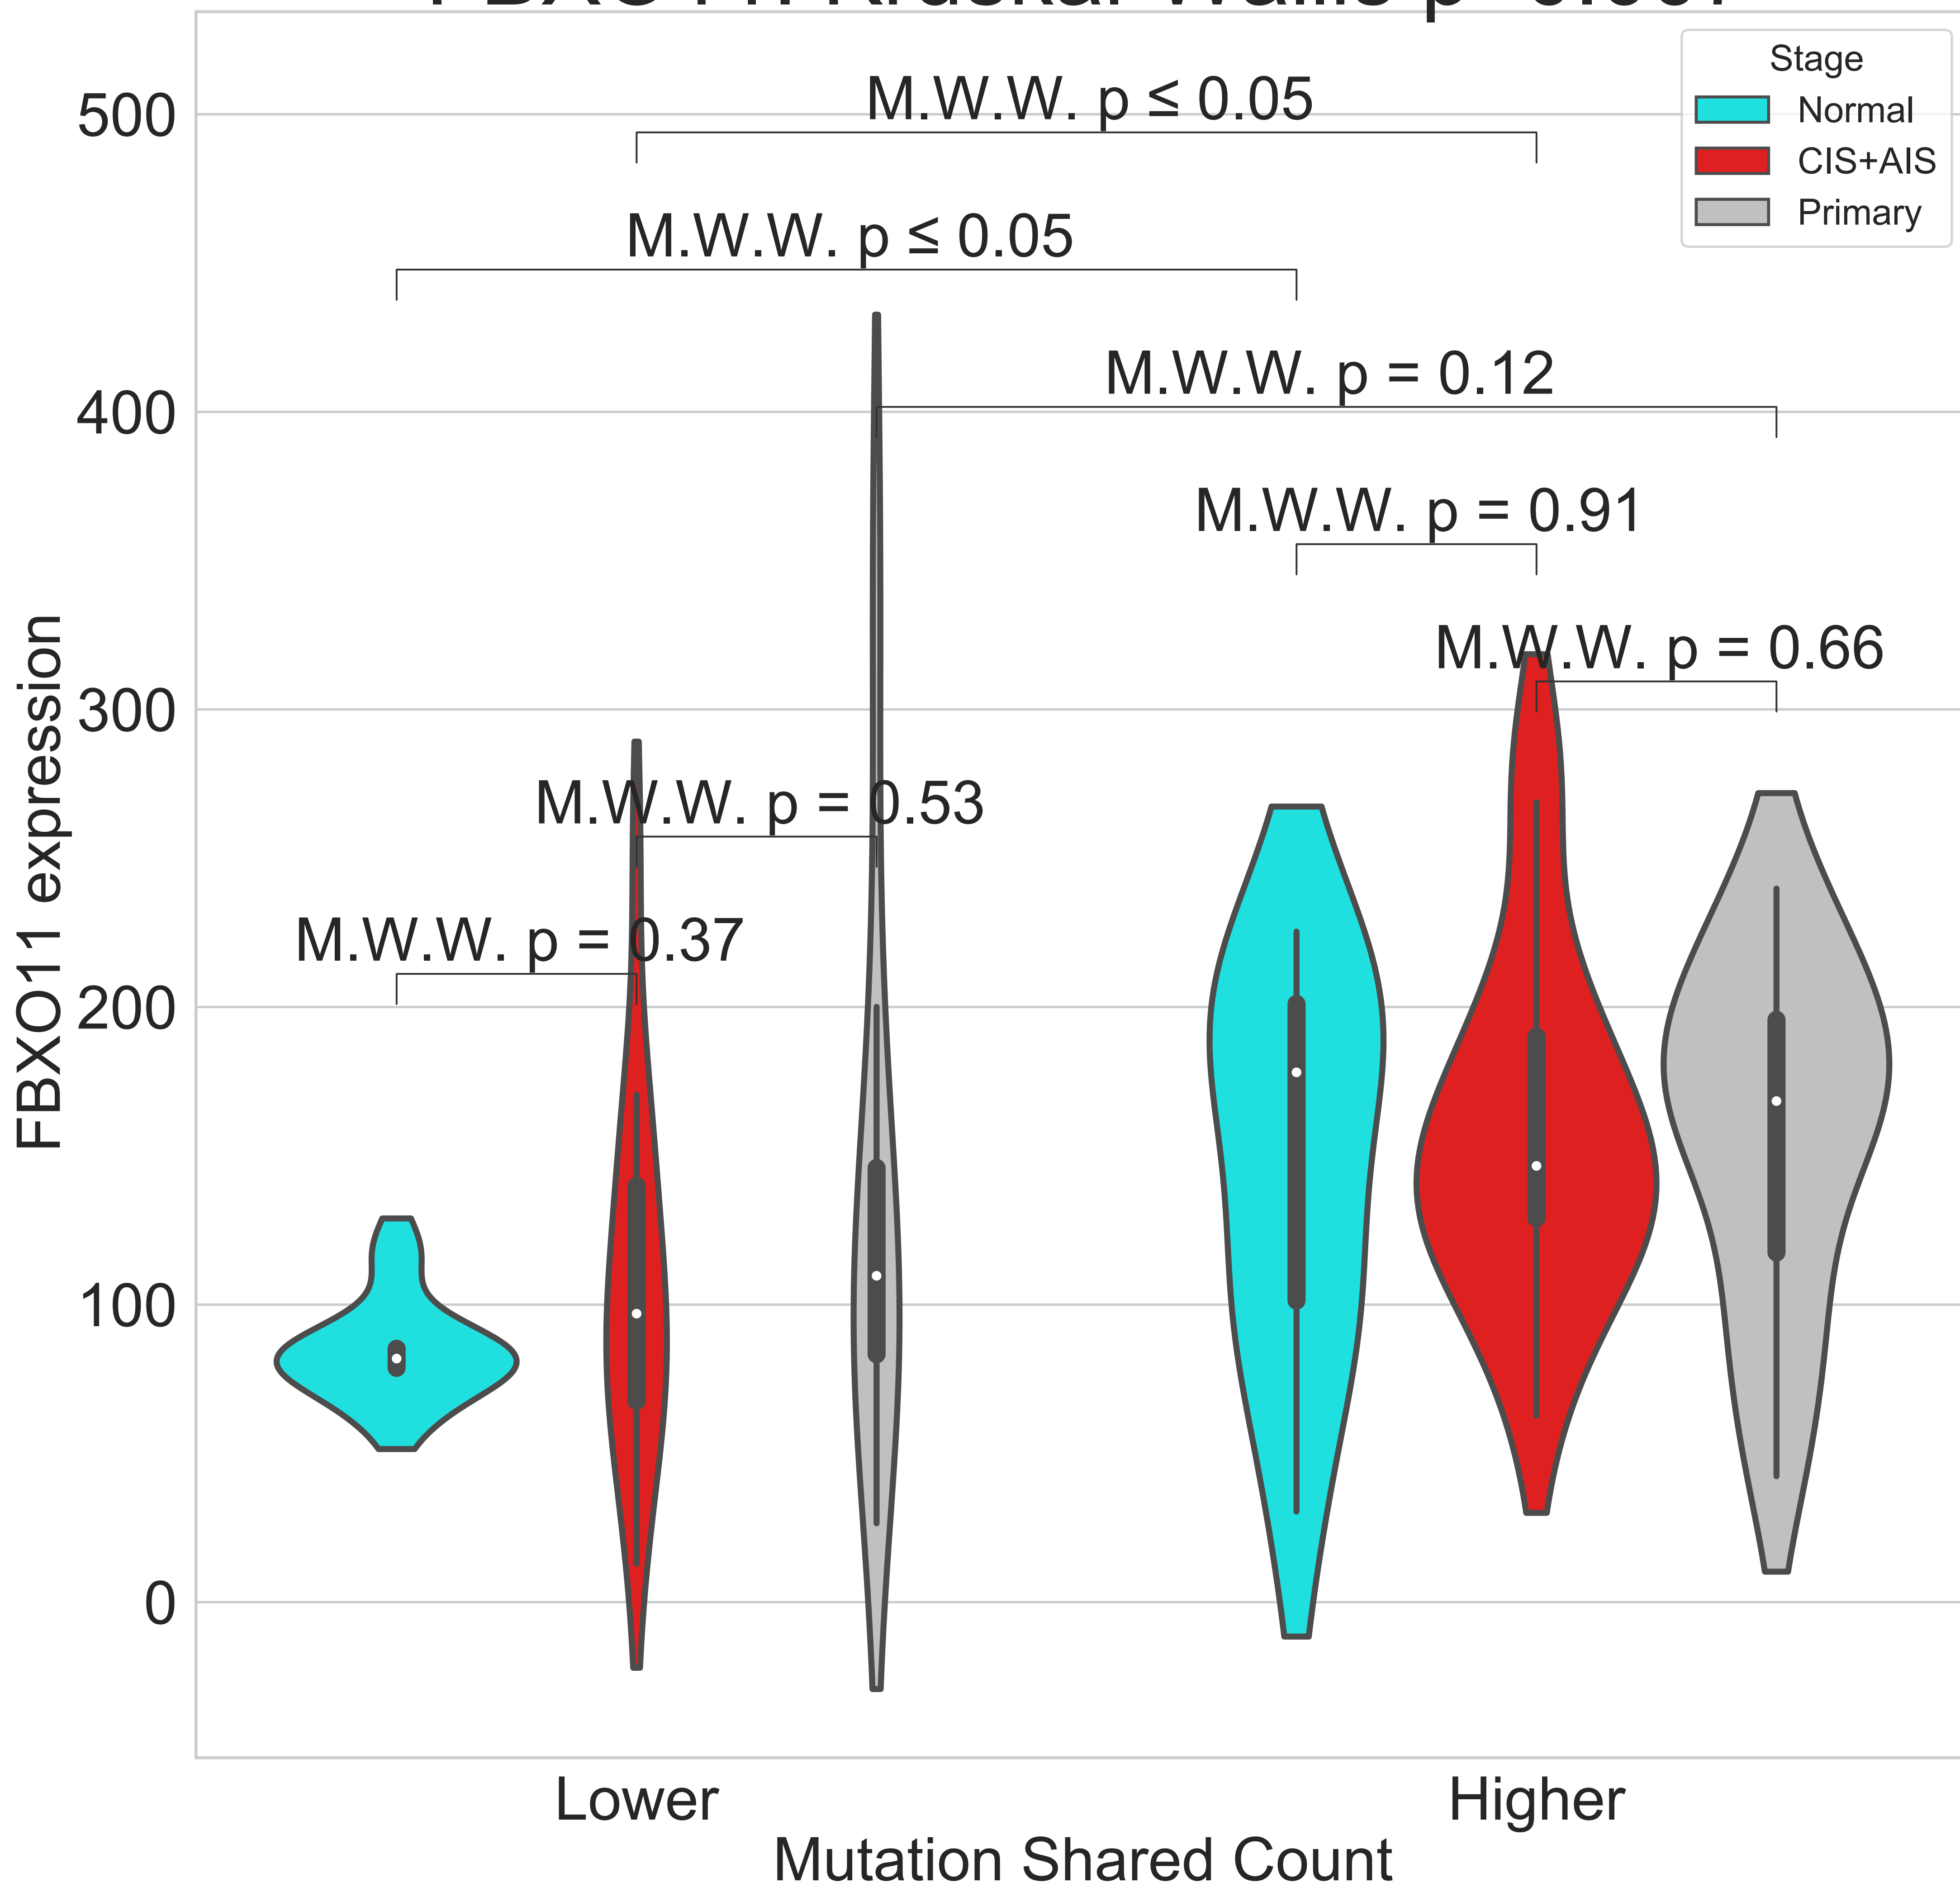 Stage
Normal
CIS+AIS
Primary
500
400
300
200
100
0
FBXO11 expression
M.W.W. p ≤ 0.05
M.W.W. p ≤ 0.05
M.W.W. p = 0.12
M.W.W. p = 0.91
M.W.W. p = 0.66
M.W.W. p = 0.53
M.W.W. p = 0.37
Lower
Higher
Mutation Shared Count